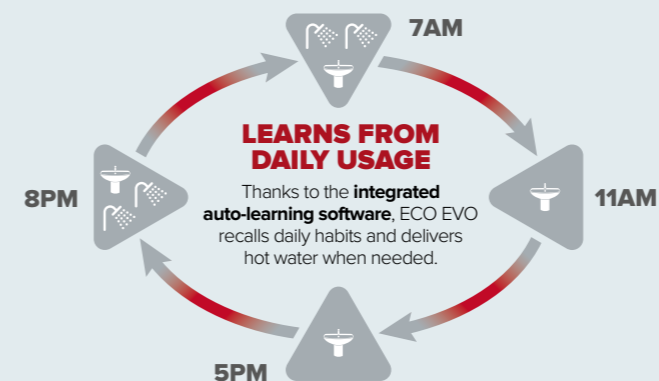 7AM
LEARNS FROM
DAILY USAGE
Thanks to the integrated
auto-learning software, ECO EVO
recalls daily habits and delivers
hot water when needed.
8PM
11AM
5PM